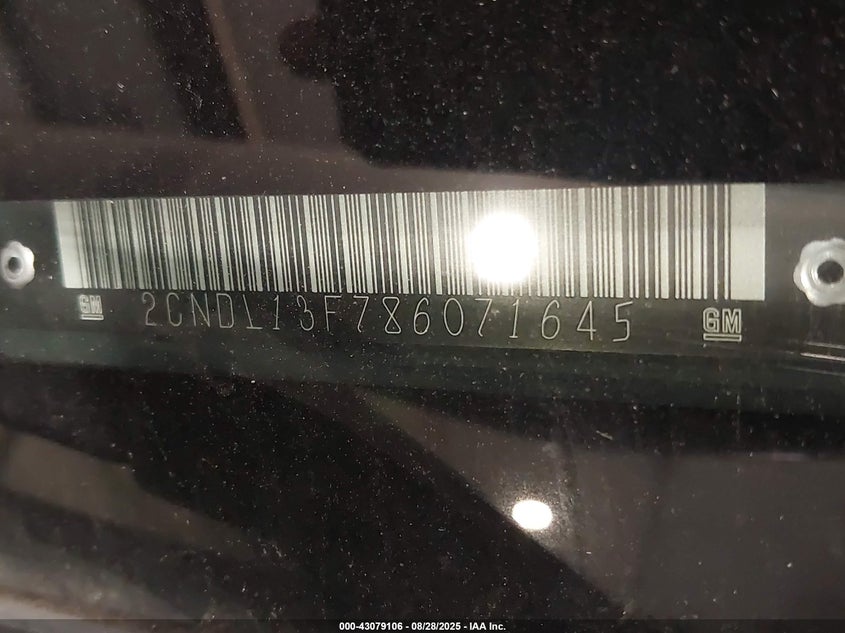 GM 2CNDL13F786071645 GM
000-43079106 - 08/28/2025 - IAA Inc.